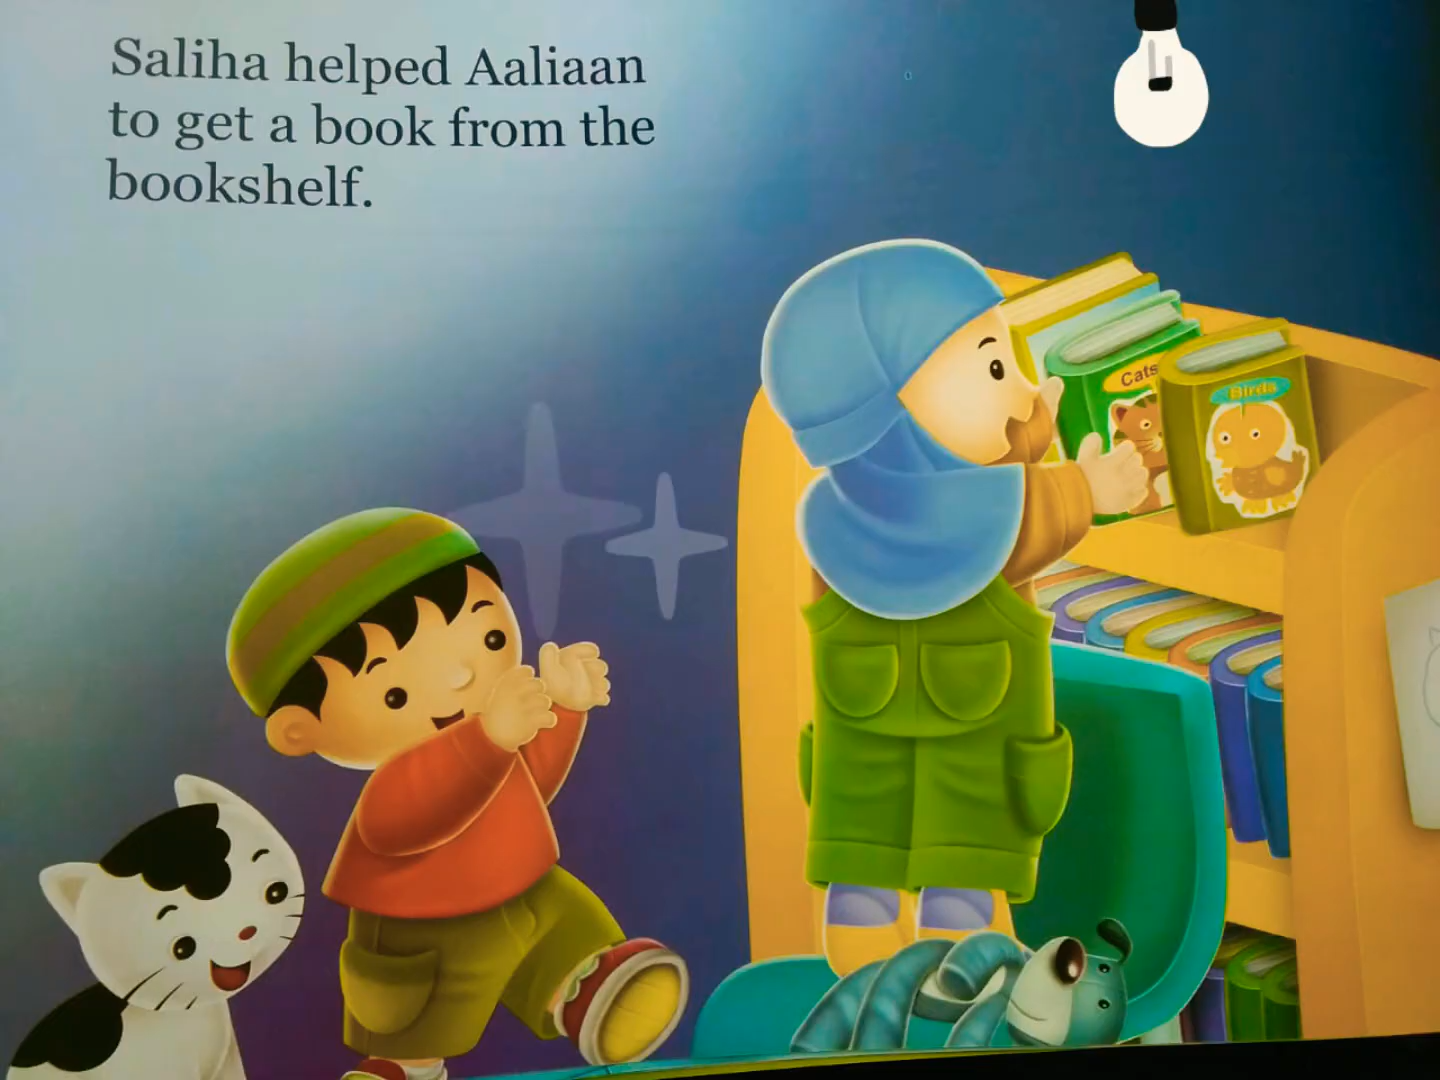 Saliha helped Aaliaan
to get a book from the
bookshelf.
Cats
Birds